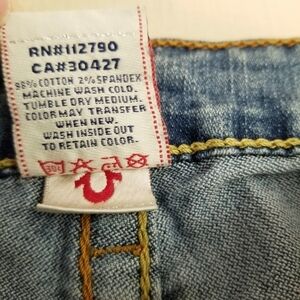 RN#112790
CA#30427
98% COTTON 2% SPANDEX
MACHINE WASH COLD.
TUMBLE DRY MEDIUM.
COLOR MAY TRANSFER
WHEN NEW.
WASH INSIDE OUT
TO RETAIN COLOR.